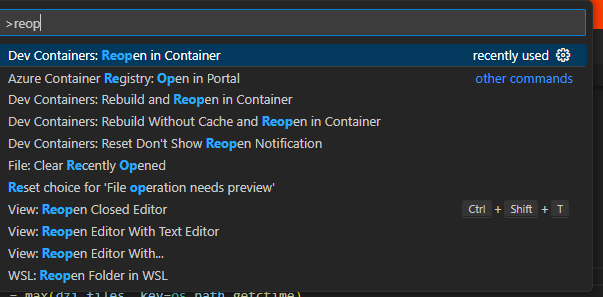 >reop
Dev Containers: Reopen in Container recently used
Azure Container Registry: Open in Portal other commands
Dev Containers: Rebuild and Reopen in Container
Dev Containers: Rebuild Without Cache and Reopen in Container
Dev Containers: Reset Don't Show Reopen Notification
File: Clear Recently Opened
Reset choice for 'File operation needs preview'
View: Reopen Closed Editor Ctrl + Shift + T
View: Reopen Editor With Text Editor
View: Reopen Editor With...
WSL: Reopen Folder in WSL
= max(dzi_files, key=os.path.getctime)